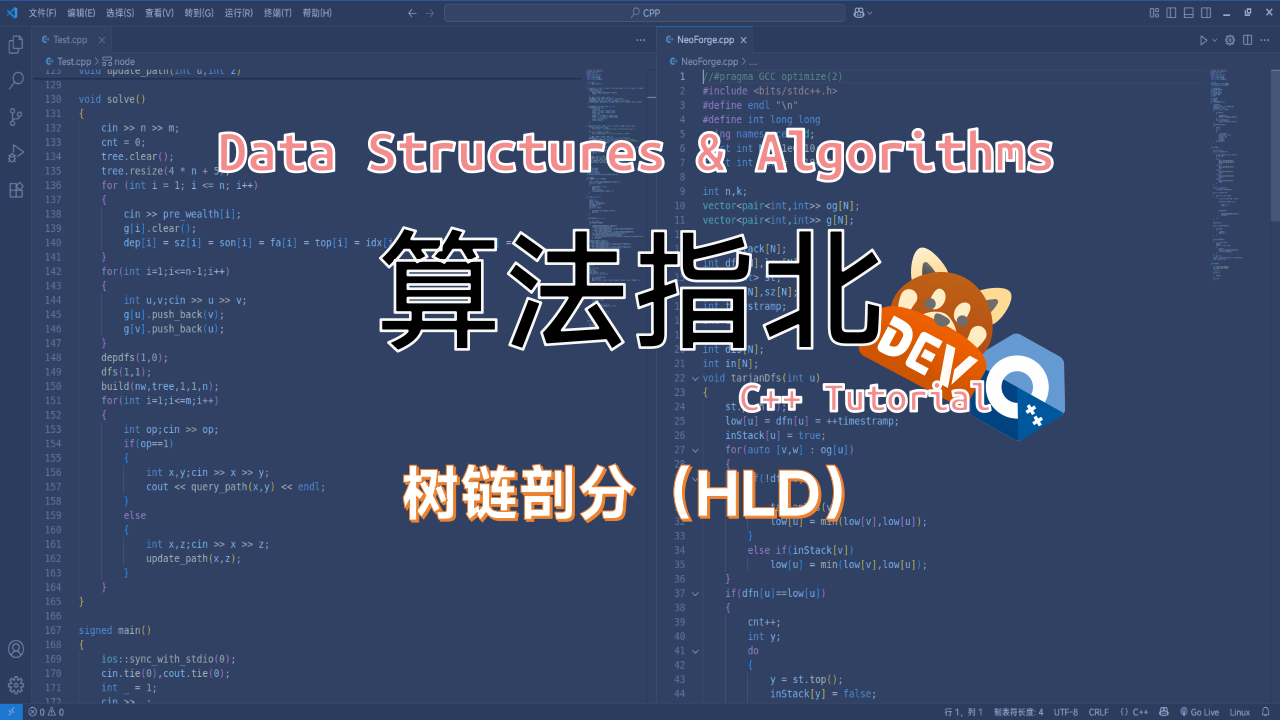 文件(F) 编辑(E) 选择(S) 查看(V) 转到(G) 运行(R) 终端(T) 帮助(H)
CPP
Test.cpp
NeoForge.cpp
Test.cpp > node
NeoForge.cpp > ...
void update_path(int u,int z)
129
130 void solve()
131 {
132 cin >> n >> m;
133 cnt = 0;
134 tree.clear();
135 tree.resize(4 * n + 5);
136 for (int i = 1; i <= n; i++)
137 {
138 cin >> pre_wealth[i];
139 g[i].clear();
140 dep[i] = sz[i] = son[i] = fa[i] = top[i] = idx[i
141 }
142 for(int i=1;i<=n-1;i++)
143 {
144 int u,v;cin >> u >> v;
145 g[u].push_back(v);
146 g[v].push_back(u);
147 }
148 depdfs(1,0);
149 dfs(1,1);
150 build(nw,tree,1,1,n);
151 for(int i=1;i<=m;i++)
152 {
153 int op;cin >> op;
154 if(op==1)
155 {
156 int x,y;cin >> x >> y;
157 cout << query_path(x,y) << endl;
158 }
159 else
160 {
161 int x,z;cin >> x >> z;
162 update_path(x,z);
163 }
164 }
165 }
166
167 signed main()
168 {
169 ios::sync_with_stdio(0);
170 cin.tie(0),cout.tie(0);
171 int _ = 1;
172
1 //#pragma GCC optimize(2)
2 #include <bits/stdc++.h>
3 #define endl "\n"
4 #define int long long
5
6
7
8
9 int n,k;
10 vector<pair<int,int>> og[N];
11 vector<pair<int,int>> g[N];
21 int in[N];
22 void tarjanDfs(int u)
23 {
24
25 low[u] = dfn[u] = ++timestramp;
26 inStack[u] = true;
27 for(auto [v,w] : og[u])
32 low[u] = min(low[v],low[u]);
33 }
34 else if(inStack[v])
35 low[u] = min(low[v],low[u]);
36 }
37 if(dfn[u]==low[u])
38 {
39 cnt++;
40 int y;
41 do
42 {
43 y = st.top();
44 inStack[y] = false;
Data Structures & Algorithms
算法指北
DEV
C++ Tutorial
树链剖分（HLD）
0 0
行 1，列 1 制表符长度: 4 UTF-8 CRLF {} C++ Go Live Linux